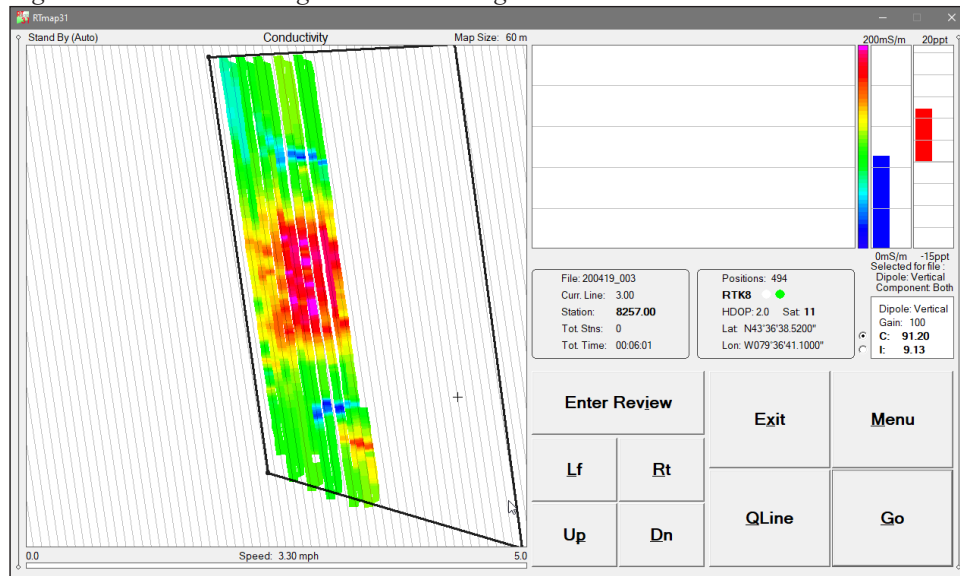 RTmap31
Stand By (Auto) Conductivity Map Size: 60 m
200mS/m 20ppt
0mS/m -15ppt
Selected for file :
Dipole: Vertical
Component: Both
File: 200419_003
Curr. Line: 3.00
Station: 8257.00
Tot. Stns: 0
Tot. Time: 00:06:01
Positions: 494
RTK8
HDOP: 2.0 Sat: 11
Lat: N43°36'38.5200"
Lon: W079°36'41.1000"
Dipole: Vertical
Gain: 100
C: 91.20
I: 9.13
Enter Review
Exit
Menu
Lf
Rt
Up
Dn
QLine
Go
0.0 Speed: 3.30 mph 5.0